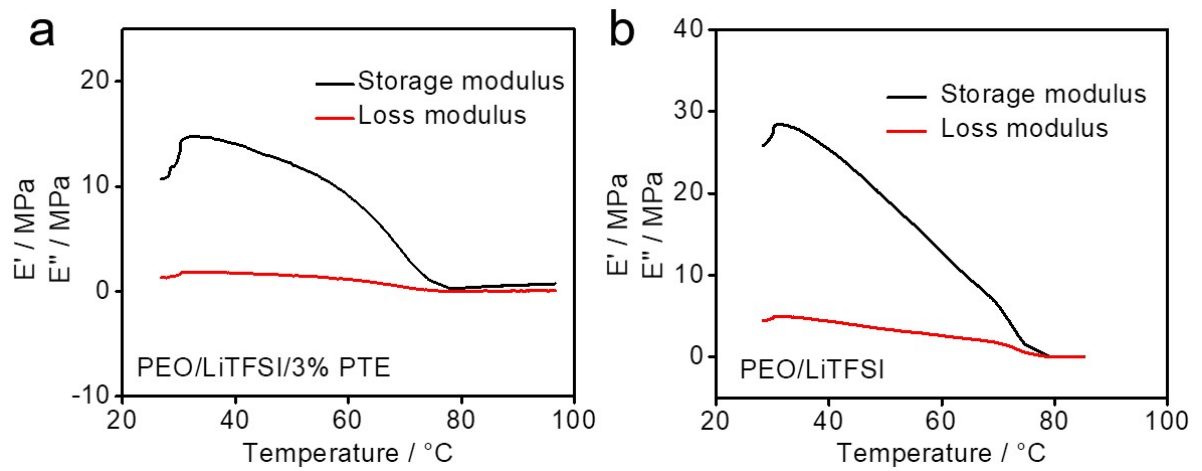 a
20
10
0
-10
E' / MPa
E'' / MPa
Storage modulus
Loss modulus
PEO/LiTFSI/3% PTE
20 40 60 80 100
Temperature / °C
b
40
30
20
10
0
E' / MPa
E'' / MPa
Storage modulus
Loss modulus
PEO/LiTFSI
20 40 60 80 100
Temperature / °C